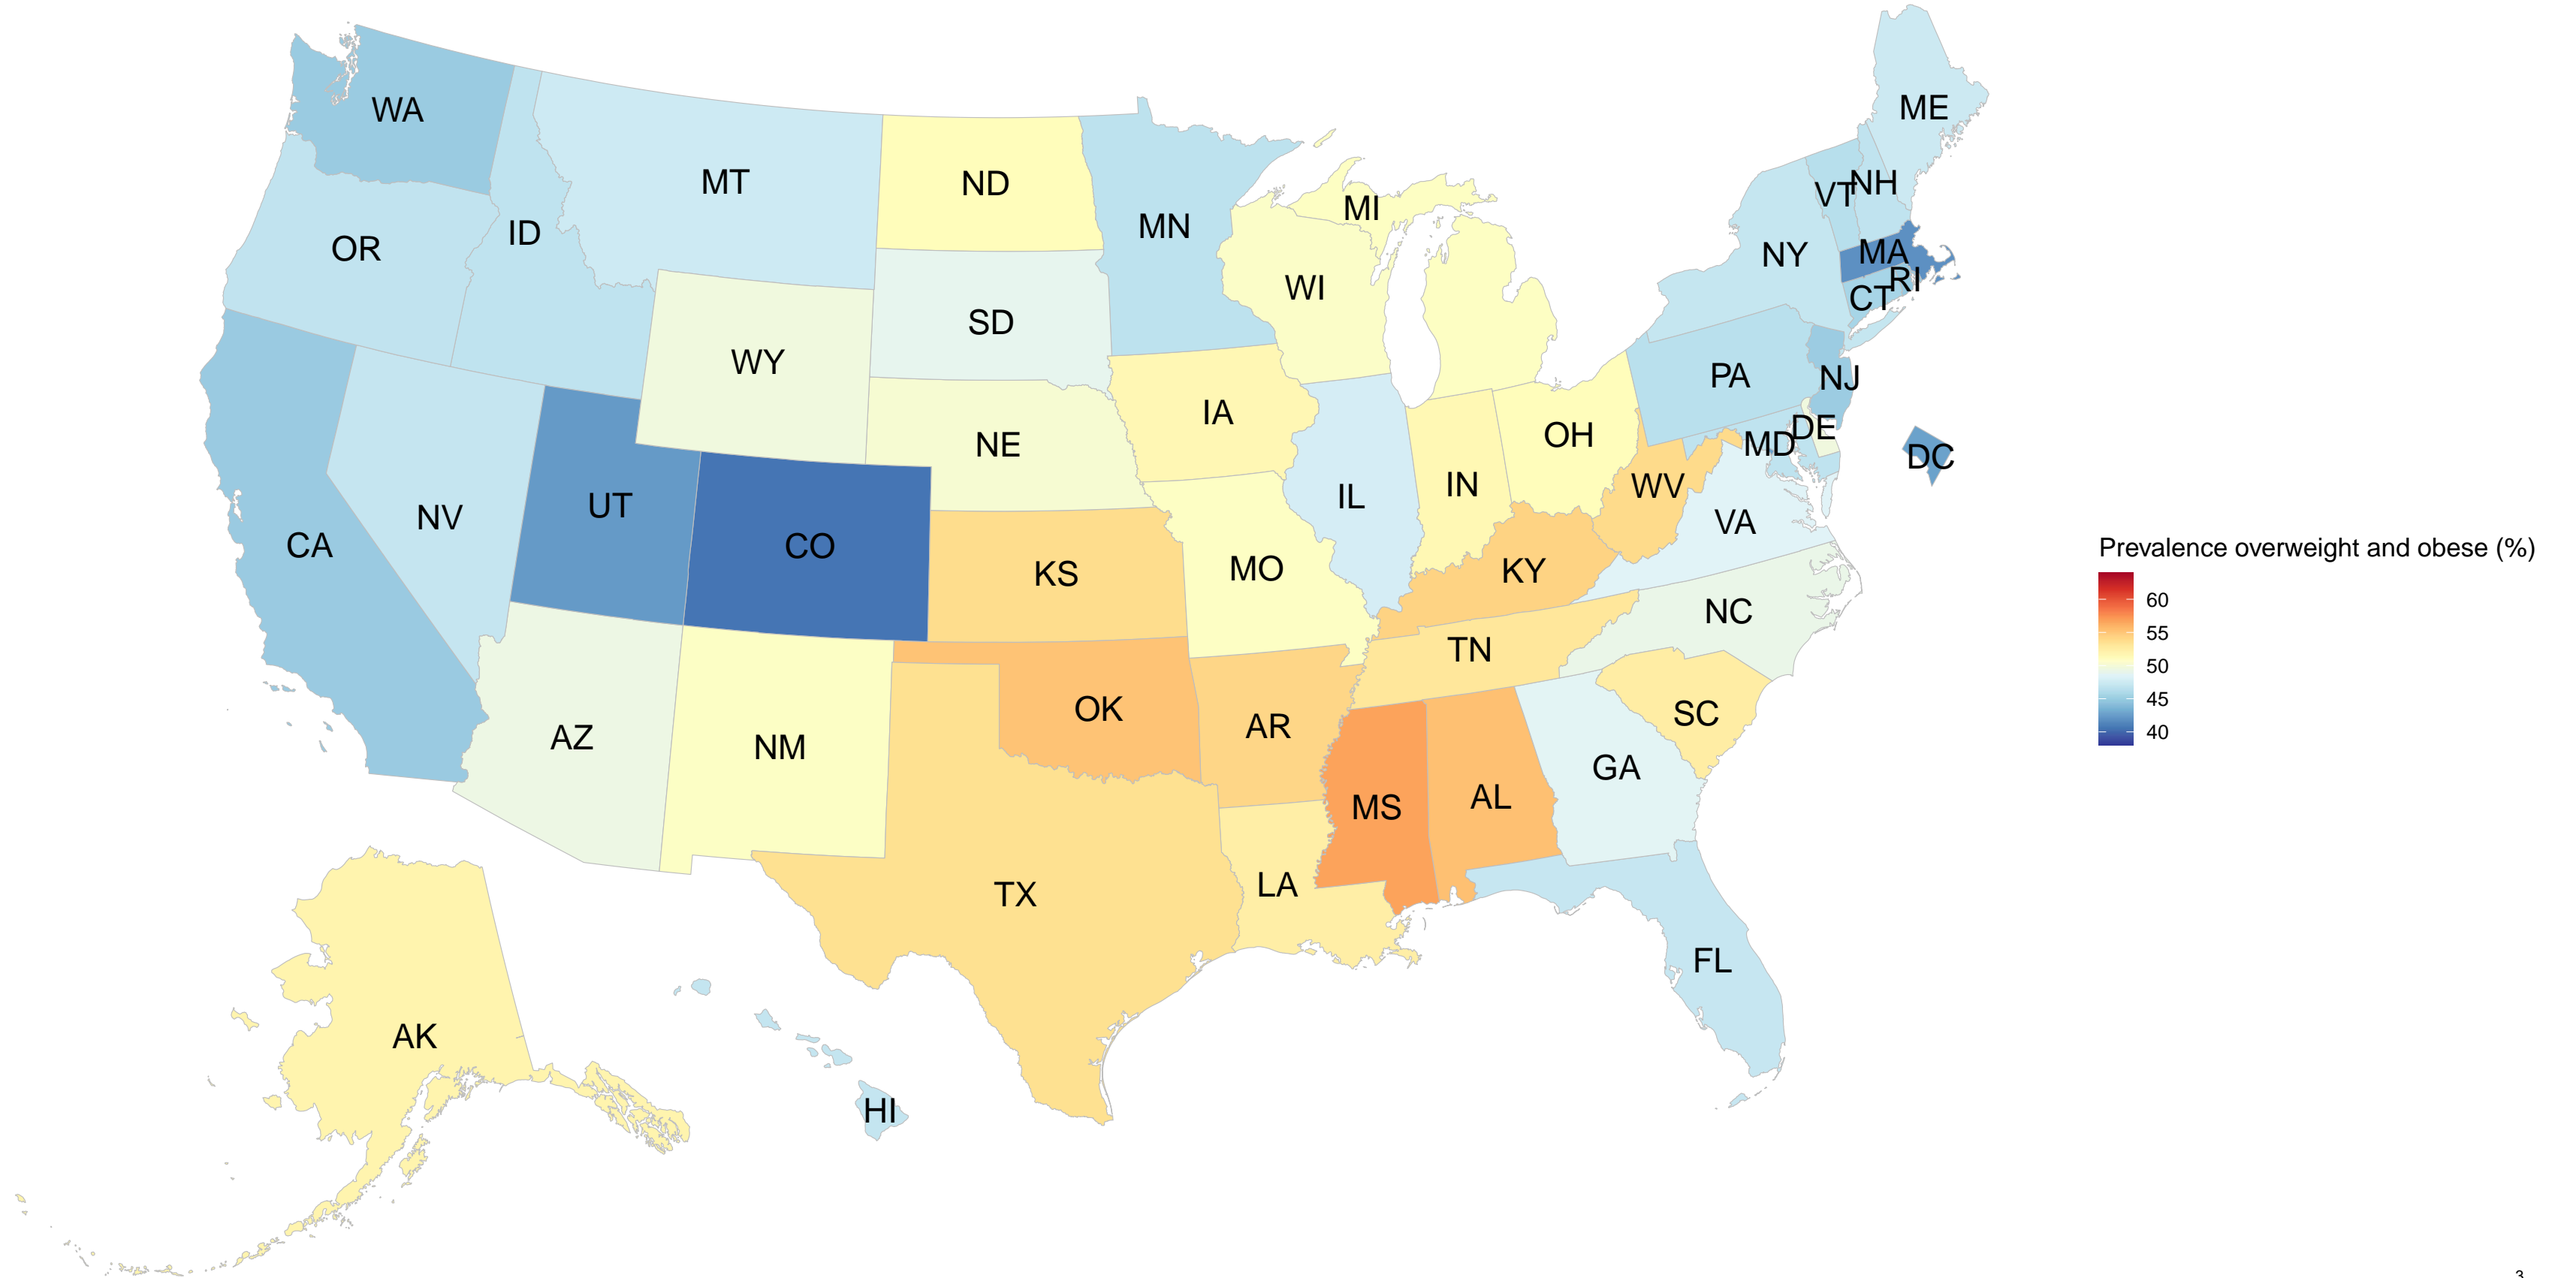 WA
MT
ND
MN
ME
OR
ID
SD
WI
MI
NY
VT
NH
MA
RI
CT
WY
NE
IA
PA
NJ
OH
MD
DE
DC
NV
UT
CO
CA
KS
MO
IL
IN
WV
VA
KY
NC
TN
AZ
NM
OK
AR
SC
GA
MS
AL
TX
LA
FL
AK
HI
Prevalence overweight and obese (%)
60
55
50
45
40
3